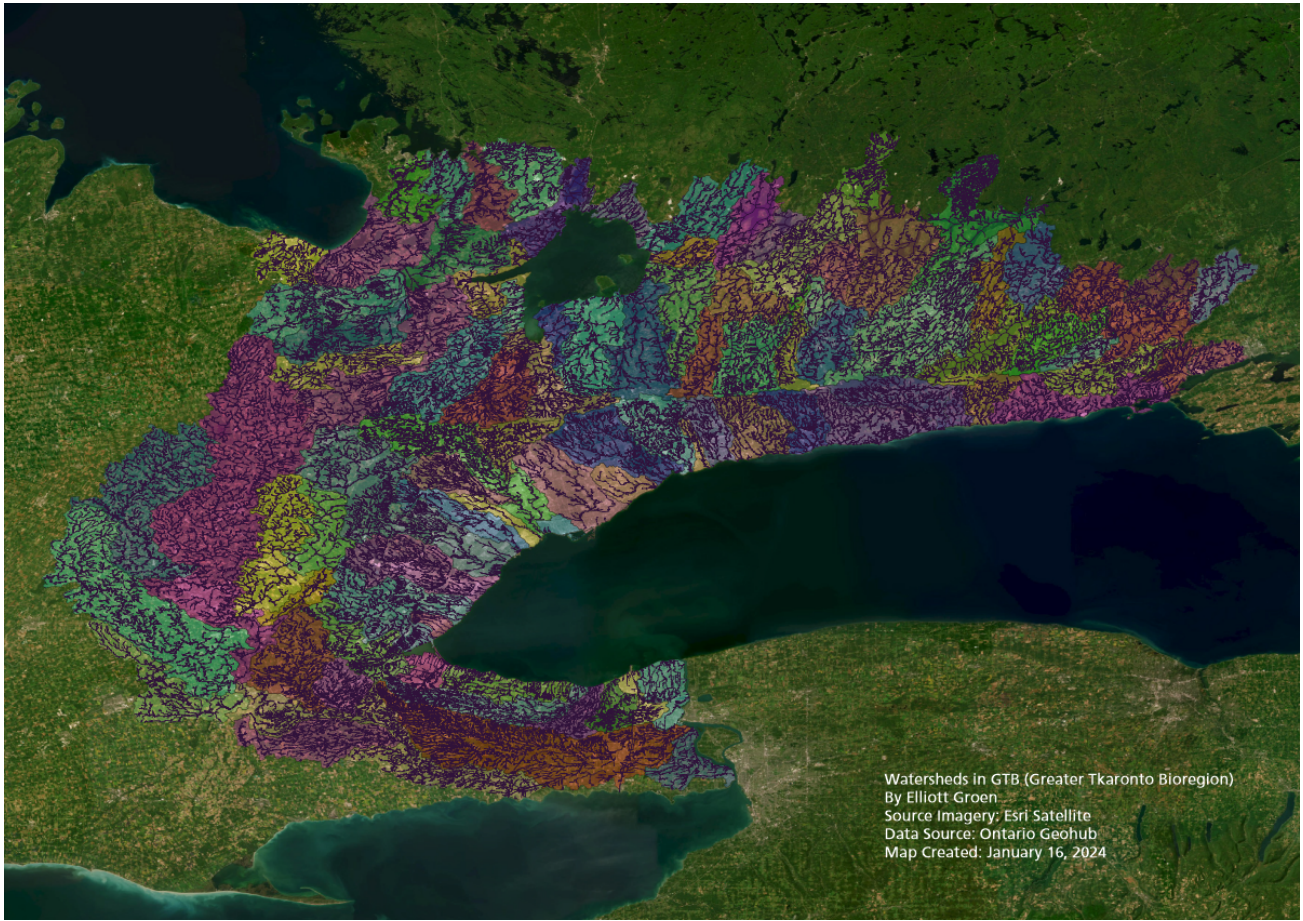 Watersheds in GTB (Greater Tkaronto Bioregion)
By Elliott Groen
Source Imagery: Esri Satellite
Data Source: Ontario Geohub
Map Created: January 16, 2024